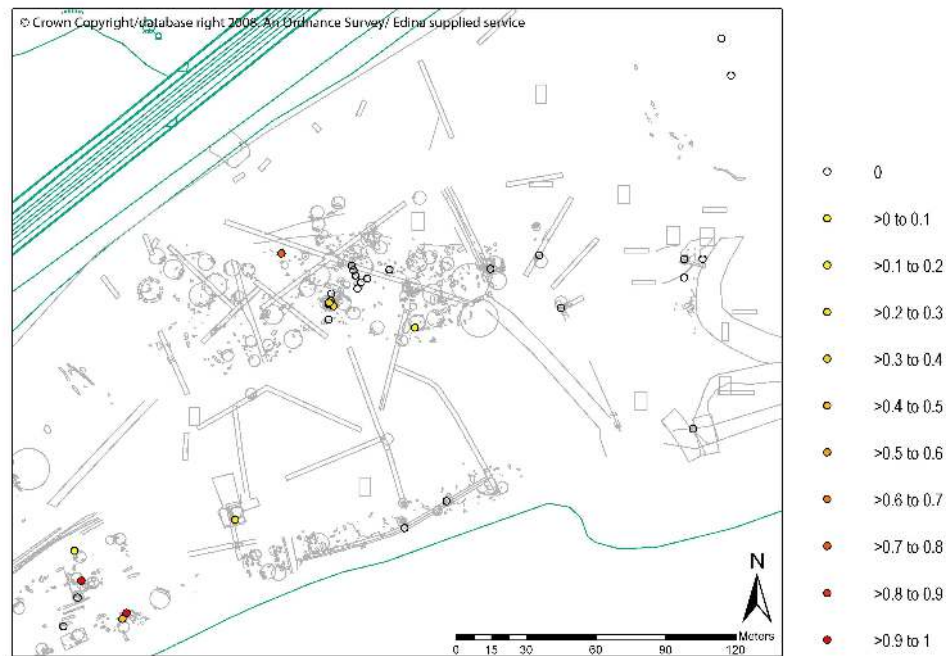 © Crown Copyright/database right 2008. An Ordnance Survey/ Edina supplied service
0
>0 to 0.1
>0.1 to 0.2
>0.2 to 0.3
>0.3 to 0.4
>0.4 to 0.5
>0.5 to 0.6
>0.6 to 0.7
>0.7 to 0.8
>0.8 to 0.9
>0.9 to 1
N
Meters
0 15 30 60 90 120